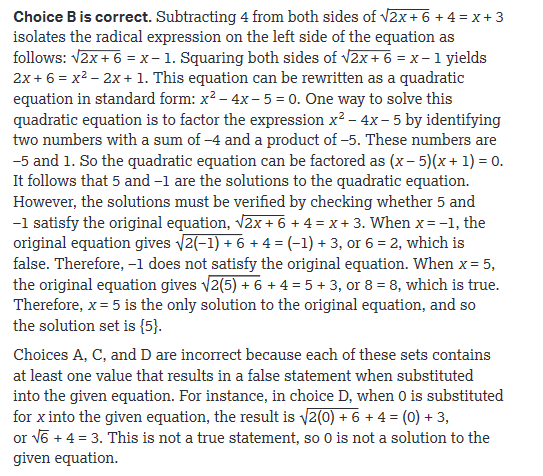 Choice B is correct. Subtracting 4 from both sides of √2x + 6 + 4 = x + 3
isolates the radical expression on the left side of the equation as
follows: √2x + 6 = x – 1. Squaring both sides of √2x + 6 = x – 1 yields
2x + 6 = x² – 2x + 1. This equation can be rewritten as a quadratic
equation in standard form: x² – 4x – 5 = 0. One way to solve this
quadratic equation is to factor the expression x² – 4x – 5 by identifying
two numbers with a sum of –4 and a product of –5. These numbers are
–5 and 1. So the quadratic equation can be factored as (x – 5)(x + 1) = 0.
It follows that 5 and –1 are the solutions to the quadratic equation.
However, the solutions must be verified by checking whether 5 and
–1 satisfy the original equation, √2x + 6 + 4 = x + 3. When x = –1, the
original equation gives √2(–1) + 6 + 4 = (–1) + 3, or 6 = 2, which is
false. Therefore, –1 does not satisfy the original equation. When x = 5,
the original equation gives √2(5) + 6 + 4 = 5 + 3, or 8 = 8, which is true.
Therefore, x = 5 is the only solution to the original equation, and so
the solution set is {5}.
Choices A, C, and D are incorrect because each of these sets contains
at least one value that results in a false statement when substituted
into the given equation. For instance, in choice D, when 0 is substituted
for x into the given equation, the result is √2(0) + 6 + 4 = (0) + 3,
or √6 + 4 = 3. This is not a true statement, so 0 is not a solution to the
given equation.